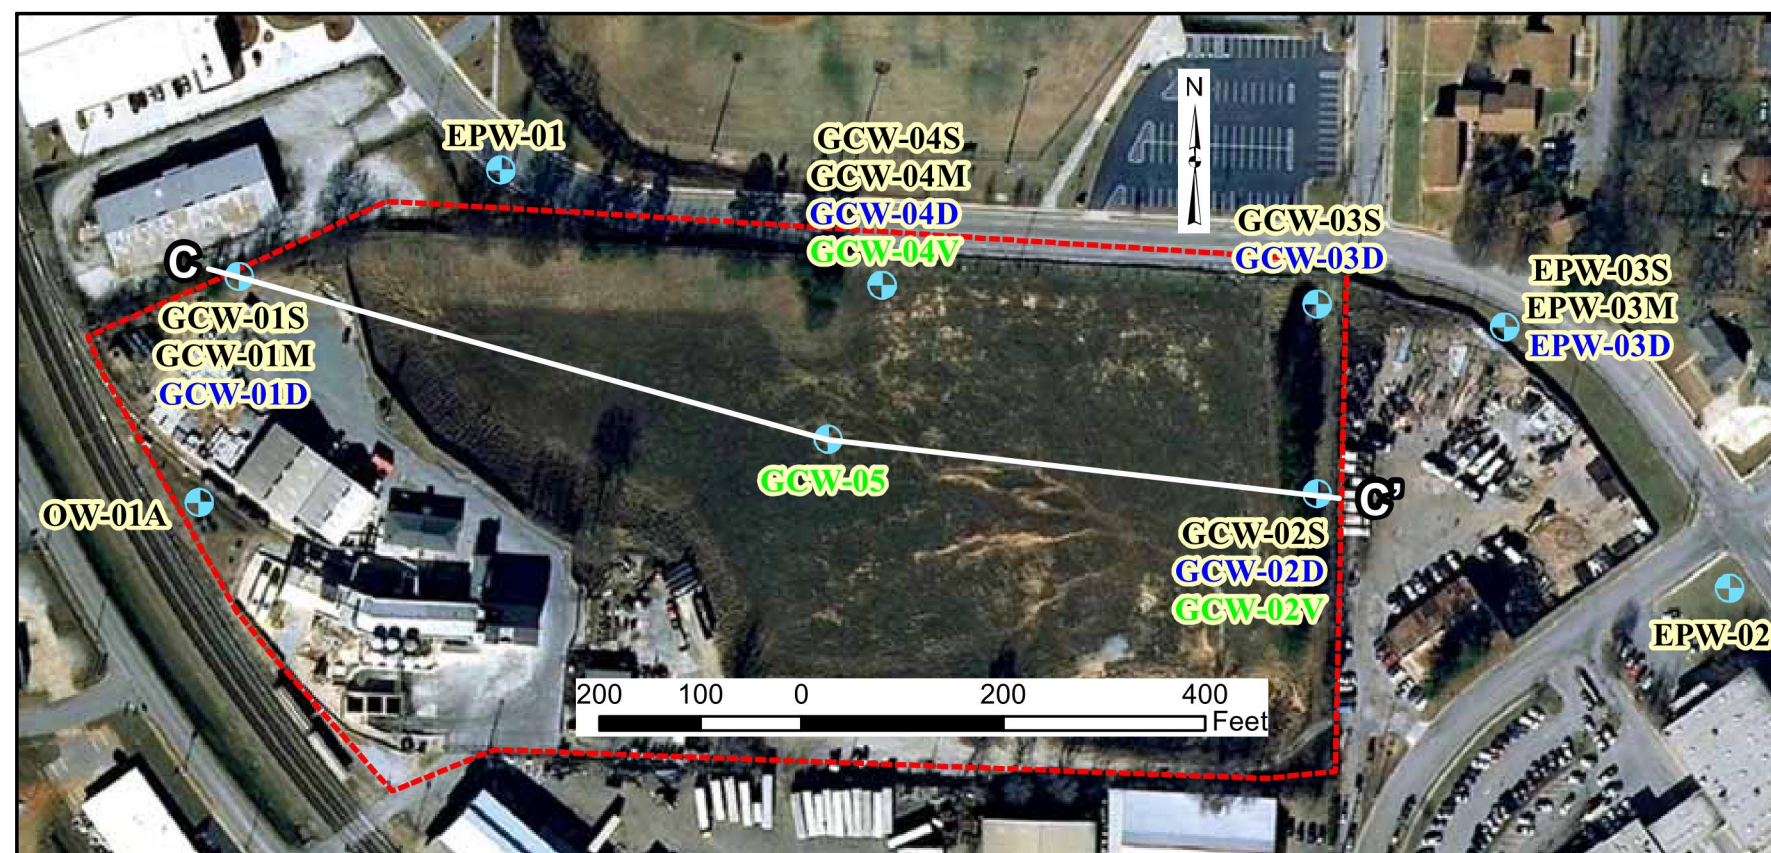 N
EPW-01
GCW-04S
GCW-04M
GCW-04D
GCW-04V
GCW-03S
GCW-03D
EPW-03S
EPW-03M
EPW-03D
C
GCW-01S
GCW-01M
GCW-01D
GCW-05
C’
OW-01A
GCW-02S
GCW-02D
GCW-02V
EPW-02
200 100 0 200 400
Feet